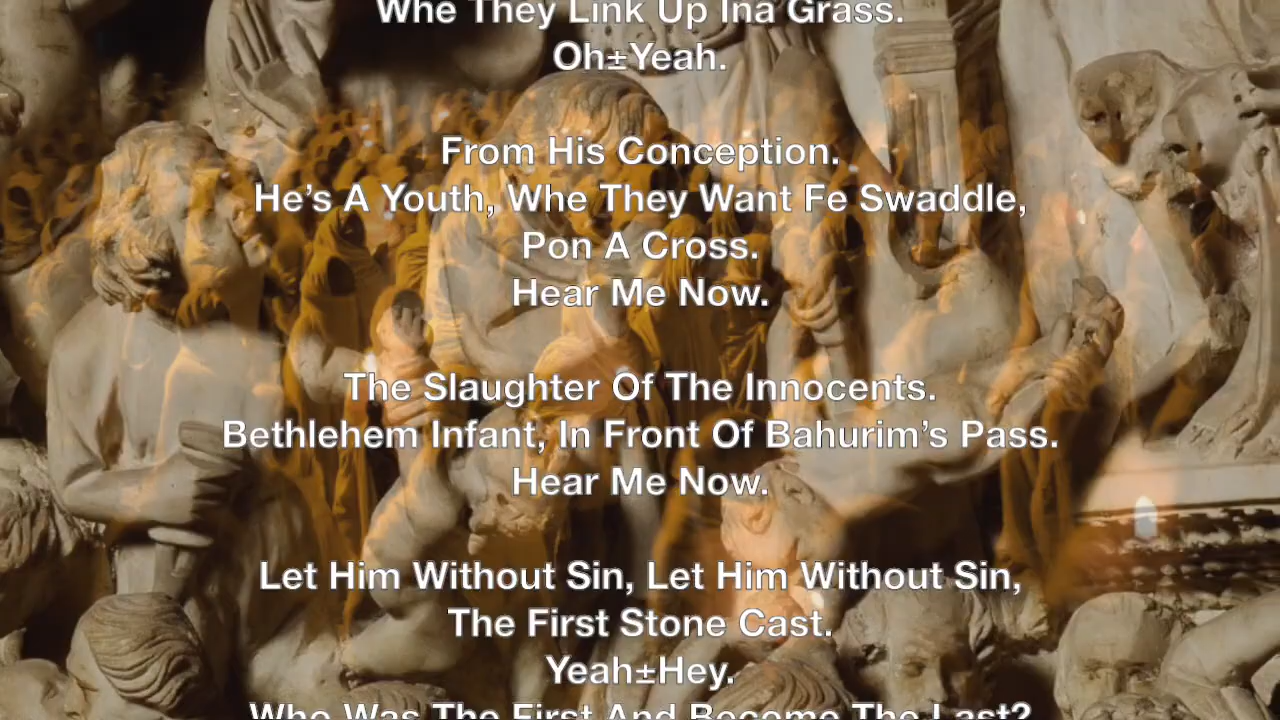 Whe They Link Up Ina Grass.
Oh±Yeah.
From His Conception.
He’s A Youth, Whe They Want Fe Swaddle,
Pon A Cross.
Hear Me Now.
The Slaughter Of The Innocents.
Bethlehem Infant, In Front Of Bahurim’s Pass.
Hear Me Now.
Let Him Without Sin, Let Him Without Sin,
The First Stone Cast.
Yeah±Hey.
Who Was The First And Become The Last?